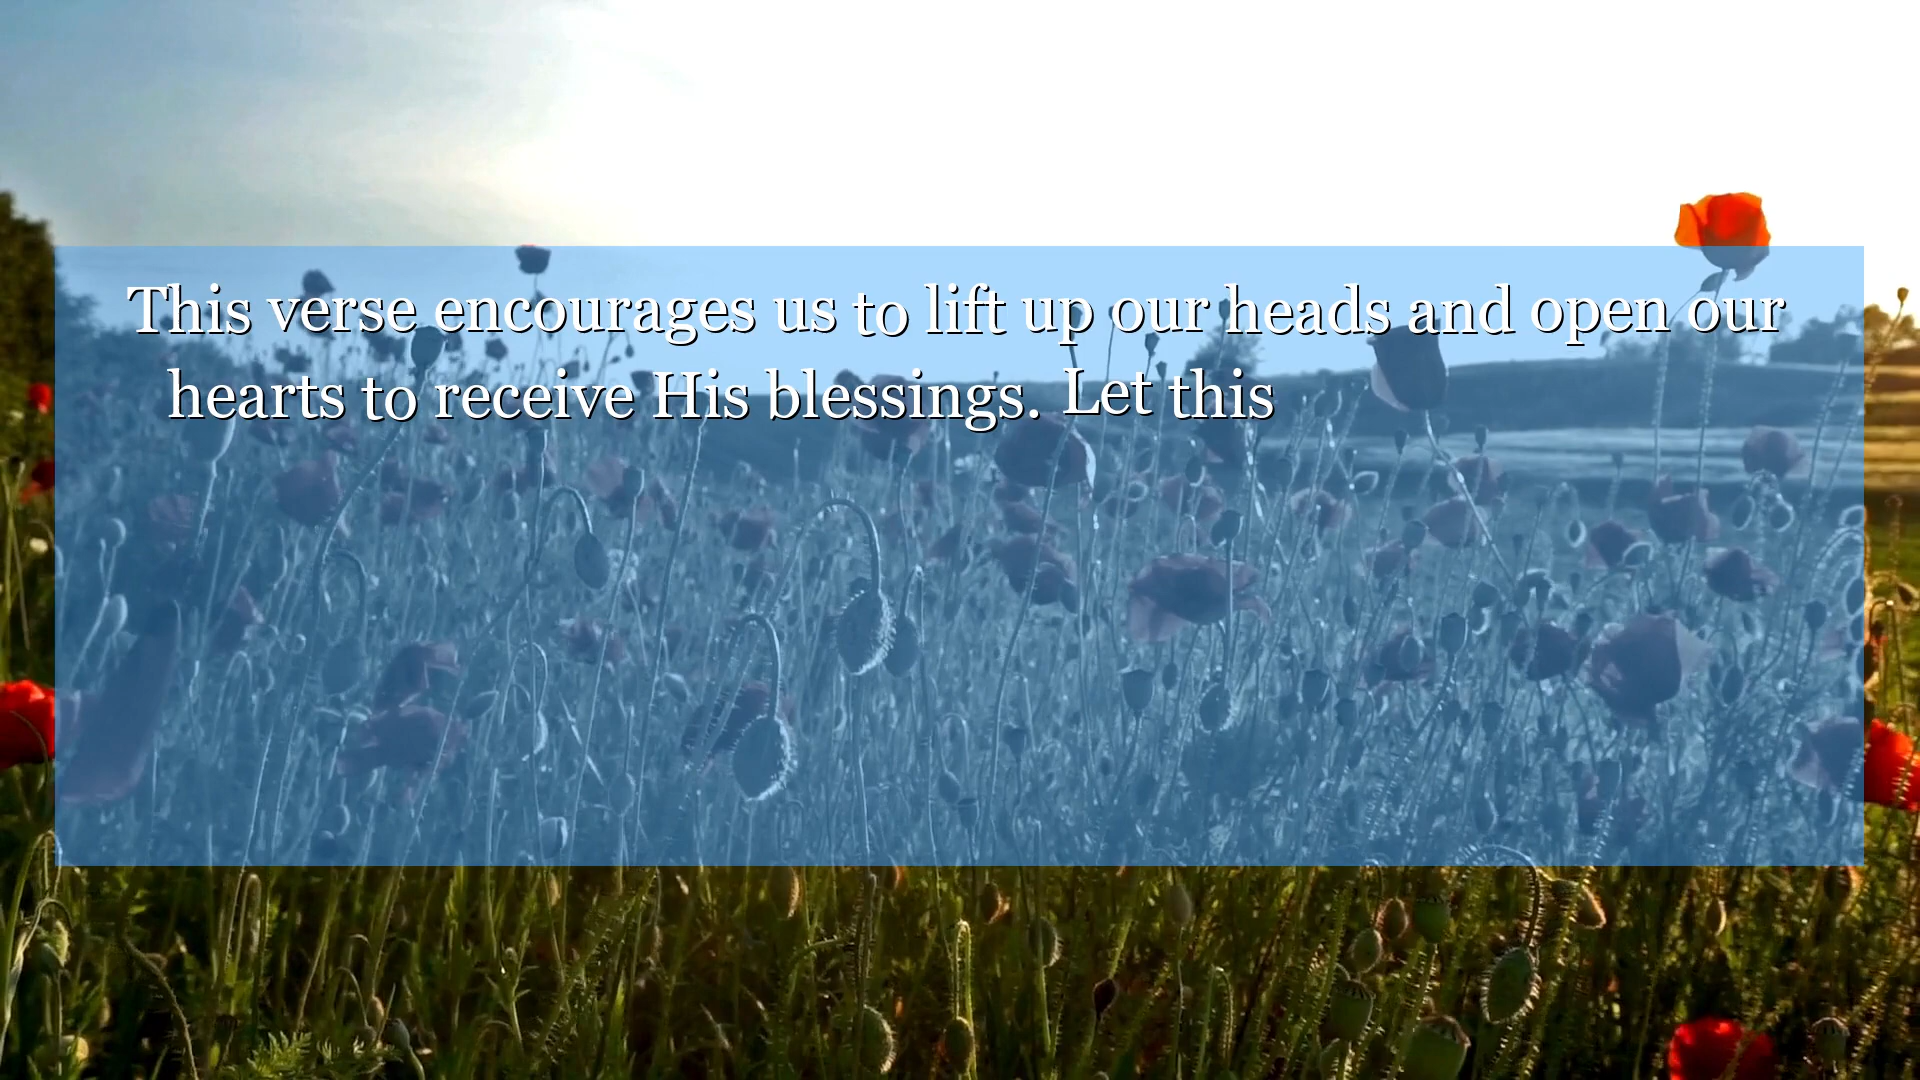 This verse encourages us to lift up our heads and open our
hearts to receive His blessings. Let this